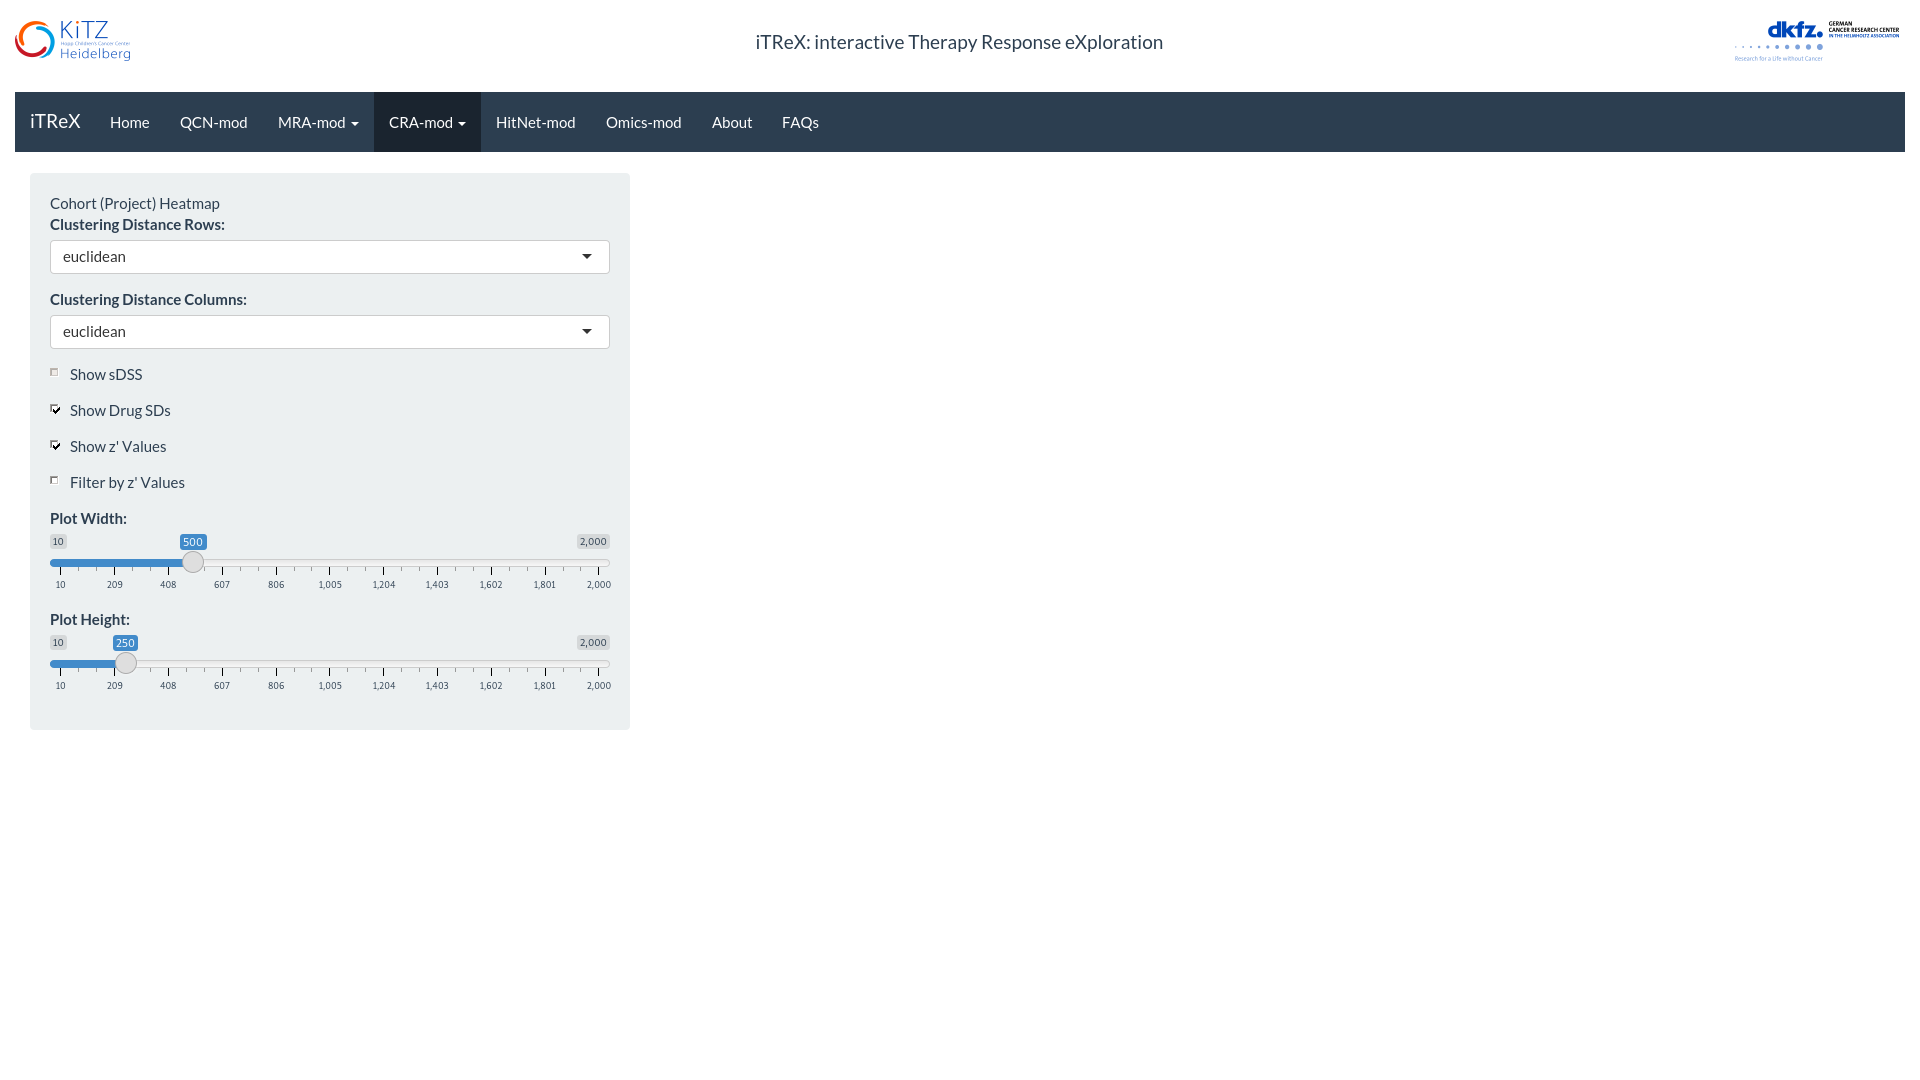 KiTZ
Hopp Children's Cancer Center
Heidelberg
iTReX: interactive Therapy Response eXploration
dkfz.
GERMAN
CANCER RESEARCH CENTER
IN THE HELMHOLTZ ASSOCIATION
Research for a Life without Cancer
iTReX Home QCN-mod MRA-mod CRA-mod HitNet-mod Omics-mod About FAQs
Cohort (Project) Heatmap
Clustering Distance Rows:
euclidean
Clustering Distance Columns:
euclidean
Show sDSS
Show Drug SDs
Show z' Values
Filter by z' Values
Plot Width:
10 500 2,000
10 209 408 607 806 1,005 1,204 1,403 1,602 1,801 2,000
Plot Height:
10 250 2,000
10 209 408 607 806 1,005 1,204 1,403 1,602 1,801 2,000